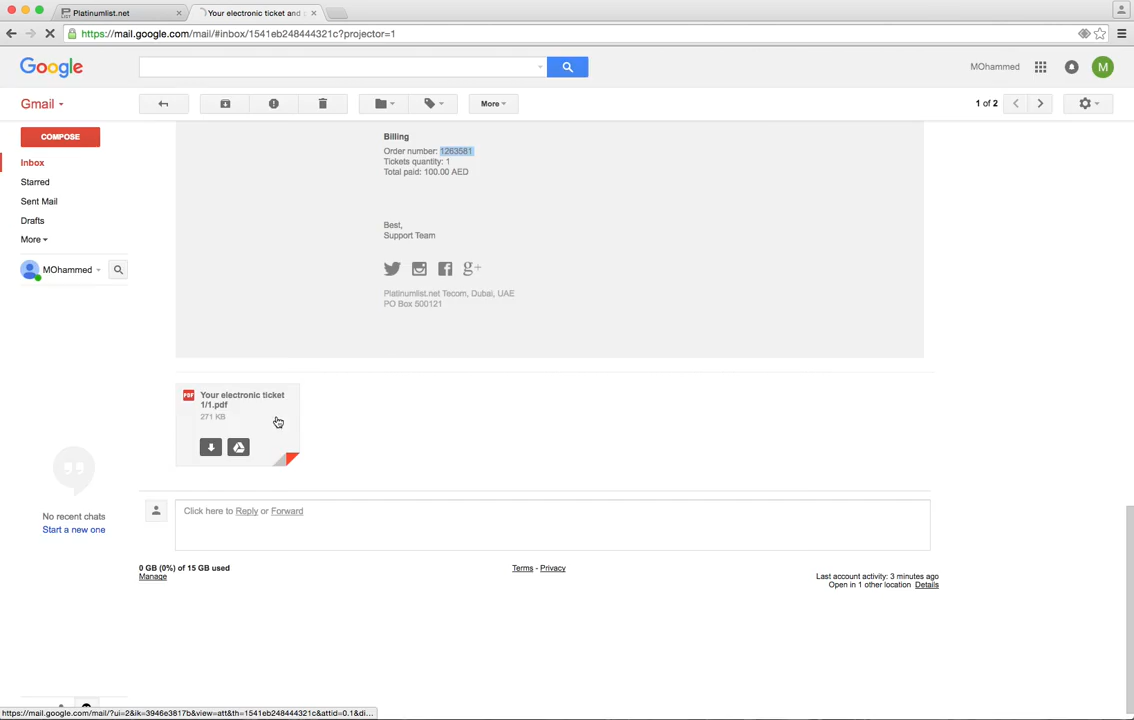 Platinumlist.net
Your electronic ticket and
https://mail.google.com/mail/#inbox/1541eb248444321c?projector=1
Google
MOhammed
M
Gmail
More
1 of 2
COMPOSE
Inbox
Starred
Sent Mail
Drafts
More
MOhammed
Billing
Order number: 1263581
Tickets quantity: 1
Total paid: 100.00 AED
Best,
Support Team
Platinumlist.net Tecom, Dubai, UAE
PO Box 500121
PDF
Your electronic ticket
1/1.pdf
271 KB
No recent chats
Start a new one
Click here to Reply or Forward
0 GB (0%) of 15 GB used
Manage
Terms - Privacy
Last account activity: 3 minutes ago
Open in 1 other location Details
https://mail.google.com/mail/?ui=2&ik=3946e3817b&view=att&th=1541eb248444321c&attid=0.1&di...